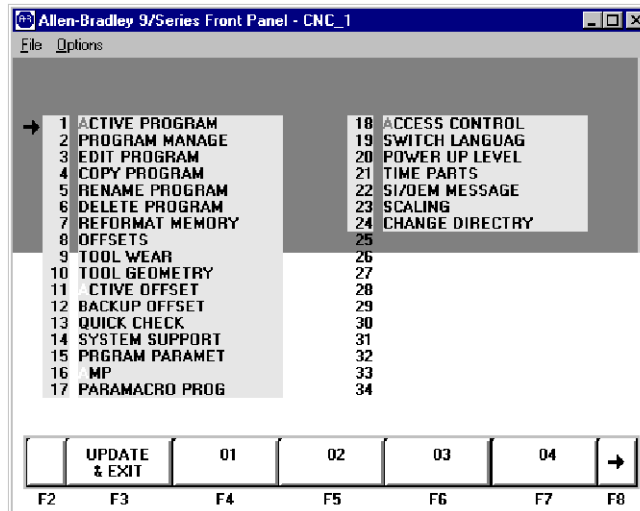 Allen-Bradley 9/Series Front Panel - CNC_1
File Options
1 ACTIVE PROGRAM
2 PROGRAM MANAGE
3 EDIT PROGRAM
4 COPY PROGRAM
5 RENAME PROGRAM
6 DELETE PROGRAM
7 REFORMAT MEMORY
8 OFFSETS
9 TOOL WEAR
10 TOOL GEOMETRY
11 ACTIVE OFFSET
12 BACKUP OFFSET
13 QUICK CHECK
14 SYSTEM SUPPORT
15 PRGRAM PARAMET
16 AMP
17 PARAMACRO PROG
18 ACCESS CONTROL
19 SWITCH LANGUAG
20 POWER UP LEVEL
21 TIME PARTS
22 SI/OEM MESSAGE
23 SCALING
24 CHANGE DIRECTRY
25
26
27
28
29
30
31
32
33
34
UPDATE & EXIT 01 02 03 04
F2 F3 F4 F5 F6 F7 F8